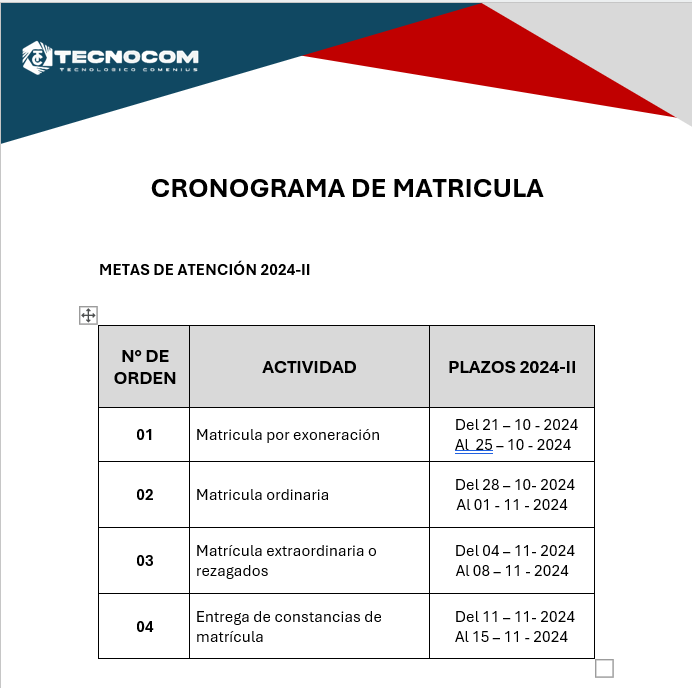 TECNOCOM
TECNOLOGICO COMENIUS
CRONOGRAMA DE MATRICULA
METAS DE ATENCIÓN 2024-II
Nº DE
ORDEN
ACTIVIDAD
PLAZOS 2024-II
01
Matricula por exoneración
Del 21 – 10 - 2024
Al 25 – 10 - 2024
02
Matricula ordinaria
Del 28 – 10- 2024
Al 01 - 11 - 2024
03
Matrícula extraordinaria o
rezagados
Del 04 – 11- 2024
Al 08 – 11 - 2024
04
Entrega de constancias de
matrícula
Del 11 – 11- 2024
Al 15 – 11 - 2024